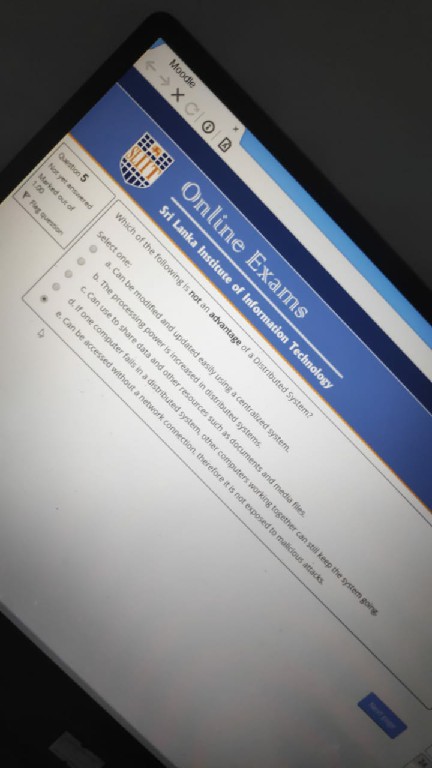 Moodle
SLIIT
Online Exams
Sri Lanka Institute of Information Technology
Question 5
Not yet answered
Marked out of
1.00
Flag question
Which of the following is not an advantage of a Distributed System?
Select one:
a. Can be modified and updated easily using a centralized system.
b. The processing power is increased in distributed systems.
c. Can use to share data and other resources such as documents and media files.
d. If one computer fails in a distributed system, other computers working together can still keep the system going.
e. Can be accessed without a network connection, therefore it is not exposed to malicious attacks.
Next page